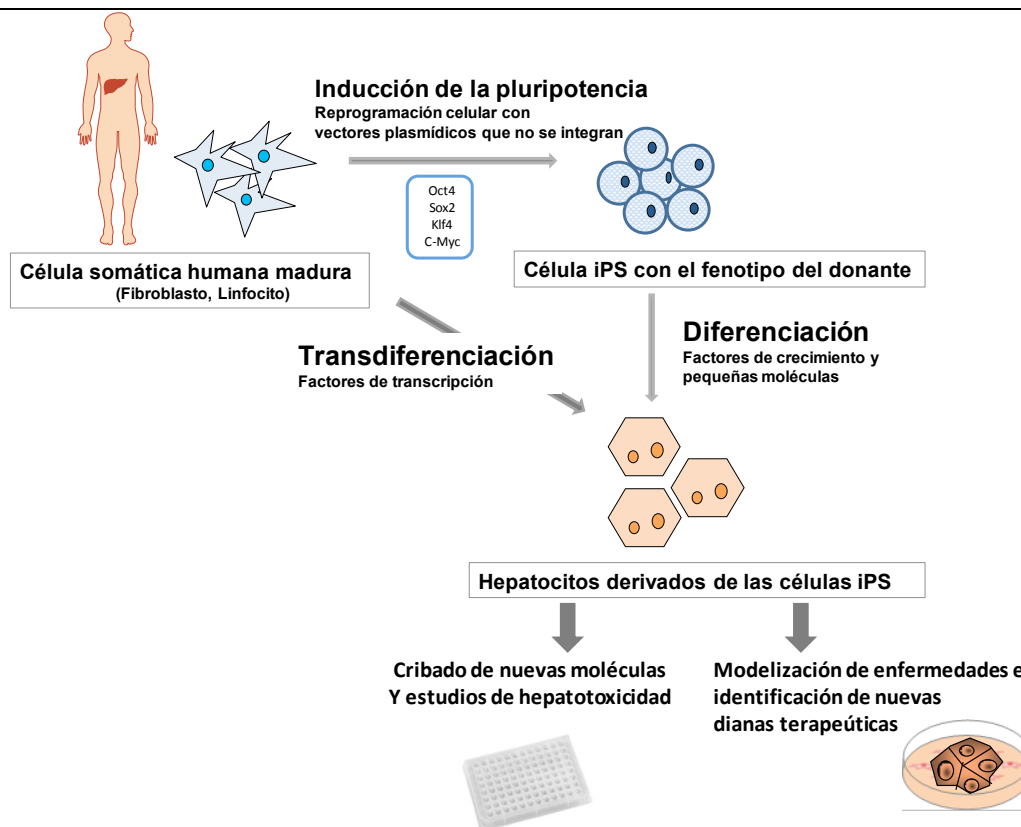 Inducción de la pluripotencia
Reprogramación celular con
vectores plasmídicos que no se integran
Oct4
Sox2
Klf4
C-Myc
Célula somática humana madura
(Fibroblasto, Linfocito)
Célula iPS con el fenotipo del donante
Transdiferenciación
Factores de transcripción
Diferenciación
Factores de crecimiento y
pequeñas moléculas
Hepatocitos derivados de las células iPS
Cribado de nuevas moléculas
Y estudios de hepatotoxicidad
Modelización de enfermedades e
identificación de nuevas
dianas terapeúticas